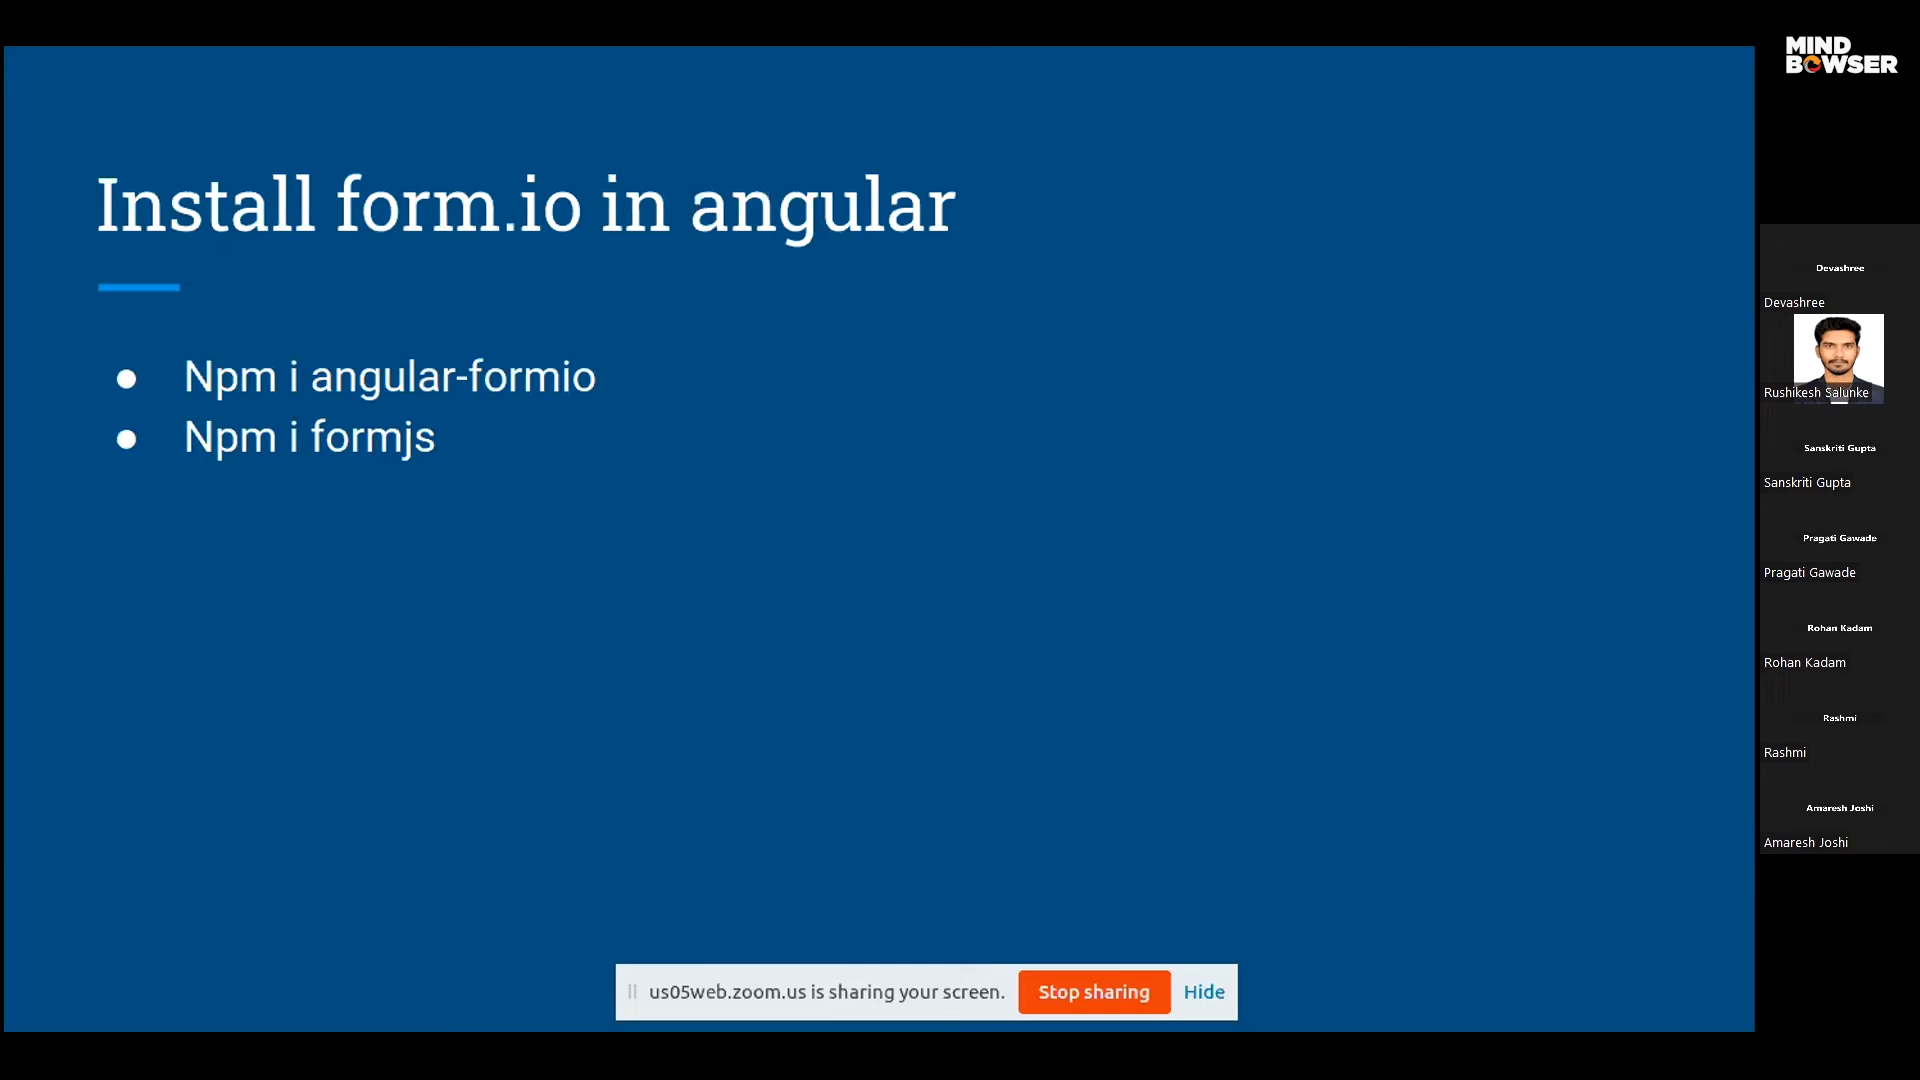 MIND
BOWSER
Install form.io in angular
● Npm i angular-formio
● Npm i formjs
us05web.zoom.us is sharing your screen. Stop sharing Hide
Devashree
Devashree
Rushikesh Salunke
Sanskriti Gupta
Sanskriti Gupta
Pragati Gawade
Pragati Gawade
Rohan Kadam
Rohan Kadam
Rashmi
Rashmi
Amaresh Joshi
Amaresh Joshi